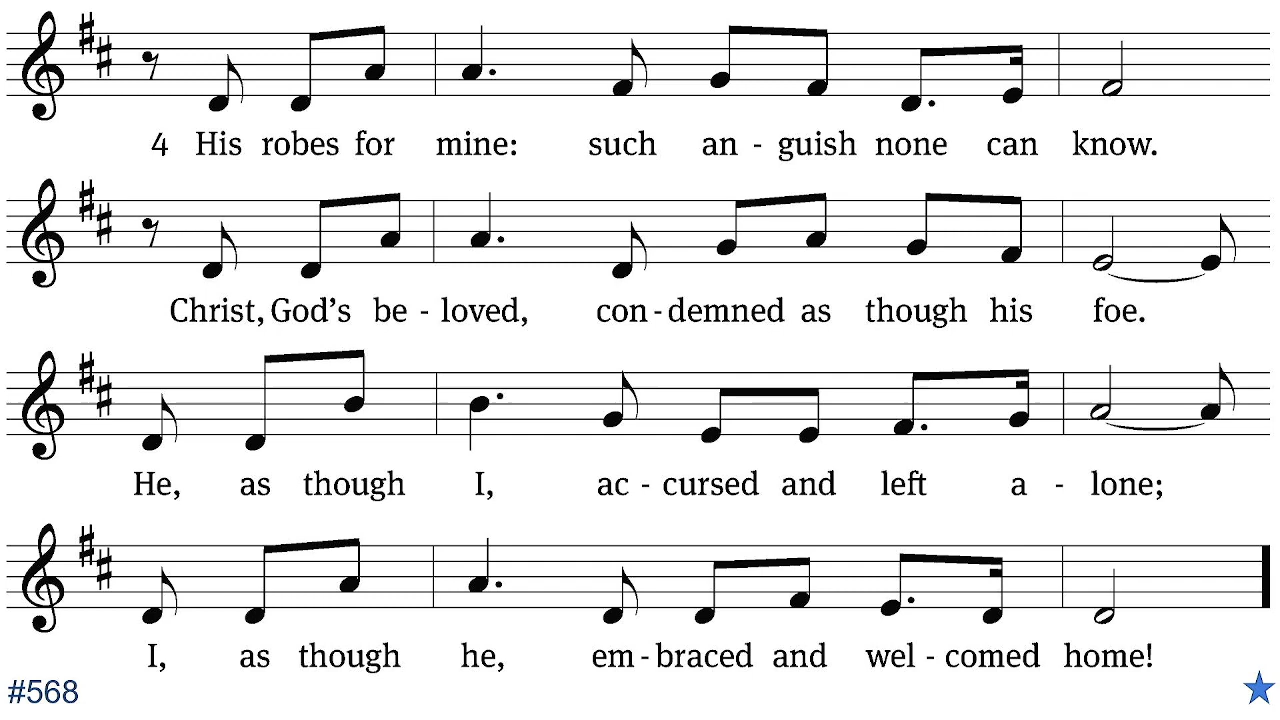 4 His robes for mine: such an - guish none can know.
Christ, God’s be - loved, con - demned as though his foe.
He, as though I, ac - cursed and left a - lone;
I, as though he, em - braced and wel - comed home!
#568